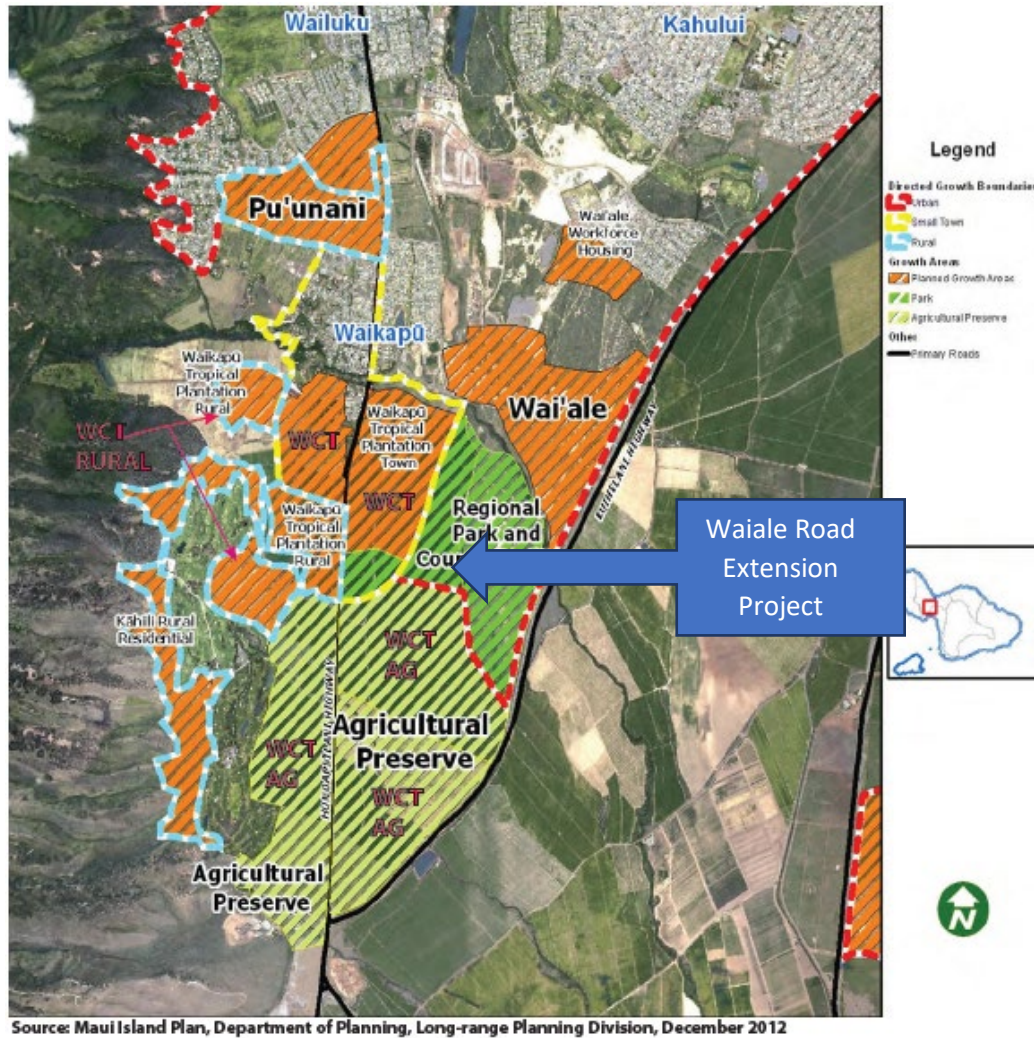 Wailuku
Kahului
Legend
Directed Growth Boundaries
Urban
Small Town
Rural
Growth Areas
Planned Growth Areas
Park
Agricultural Preserve
Other
Primary Roads
Pu'unani
Wai'ale
Workforce
Housing
Waikapū
Waikapū
Tropical
Plantation
Rural
WCT
RURAL
WCT
Waikapū
Tropical
Plantation
Town
WCT
Wai'ale
Regional
Park and
Waikapū
Tropical
Plantation
Rural
Waiale Road
Extension
Project
Kāhili Rural
Residential
WCT
AG
Agricultural
Preserve
WCT
AG
WCT
AG
Agricultural
Preserve
N
Source: Maui Island Plan, Department of Planning, Long-range Planning Division, December 2012